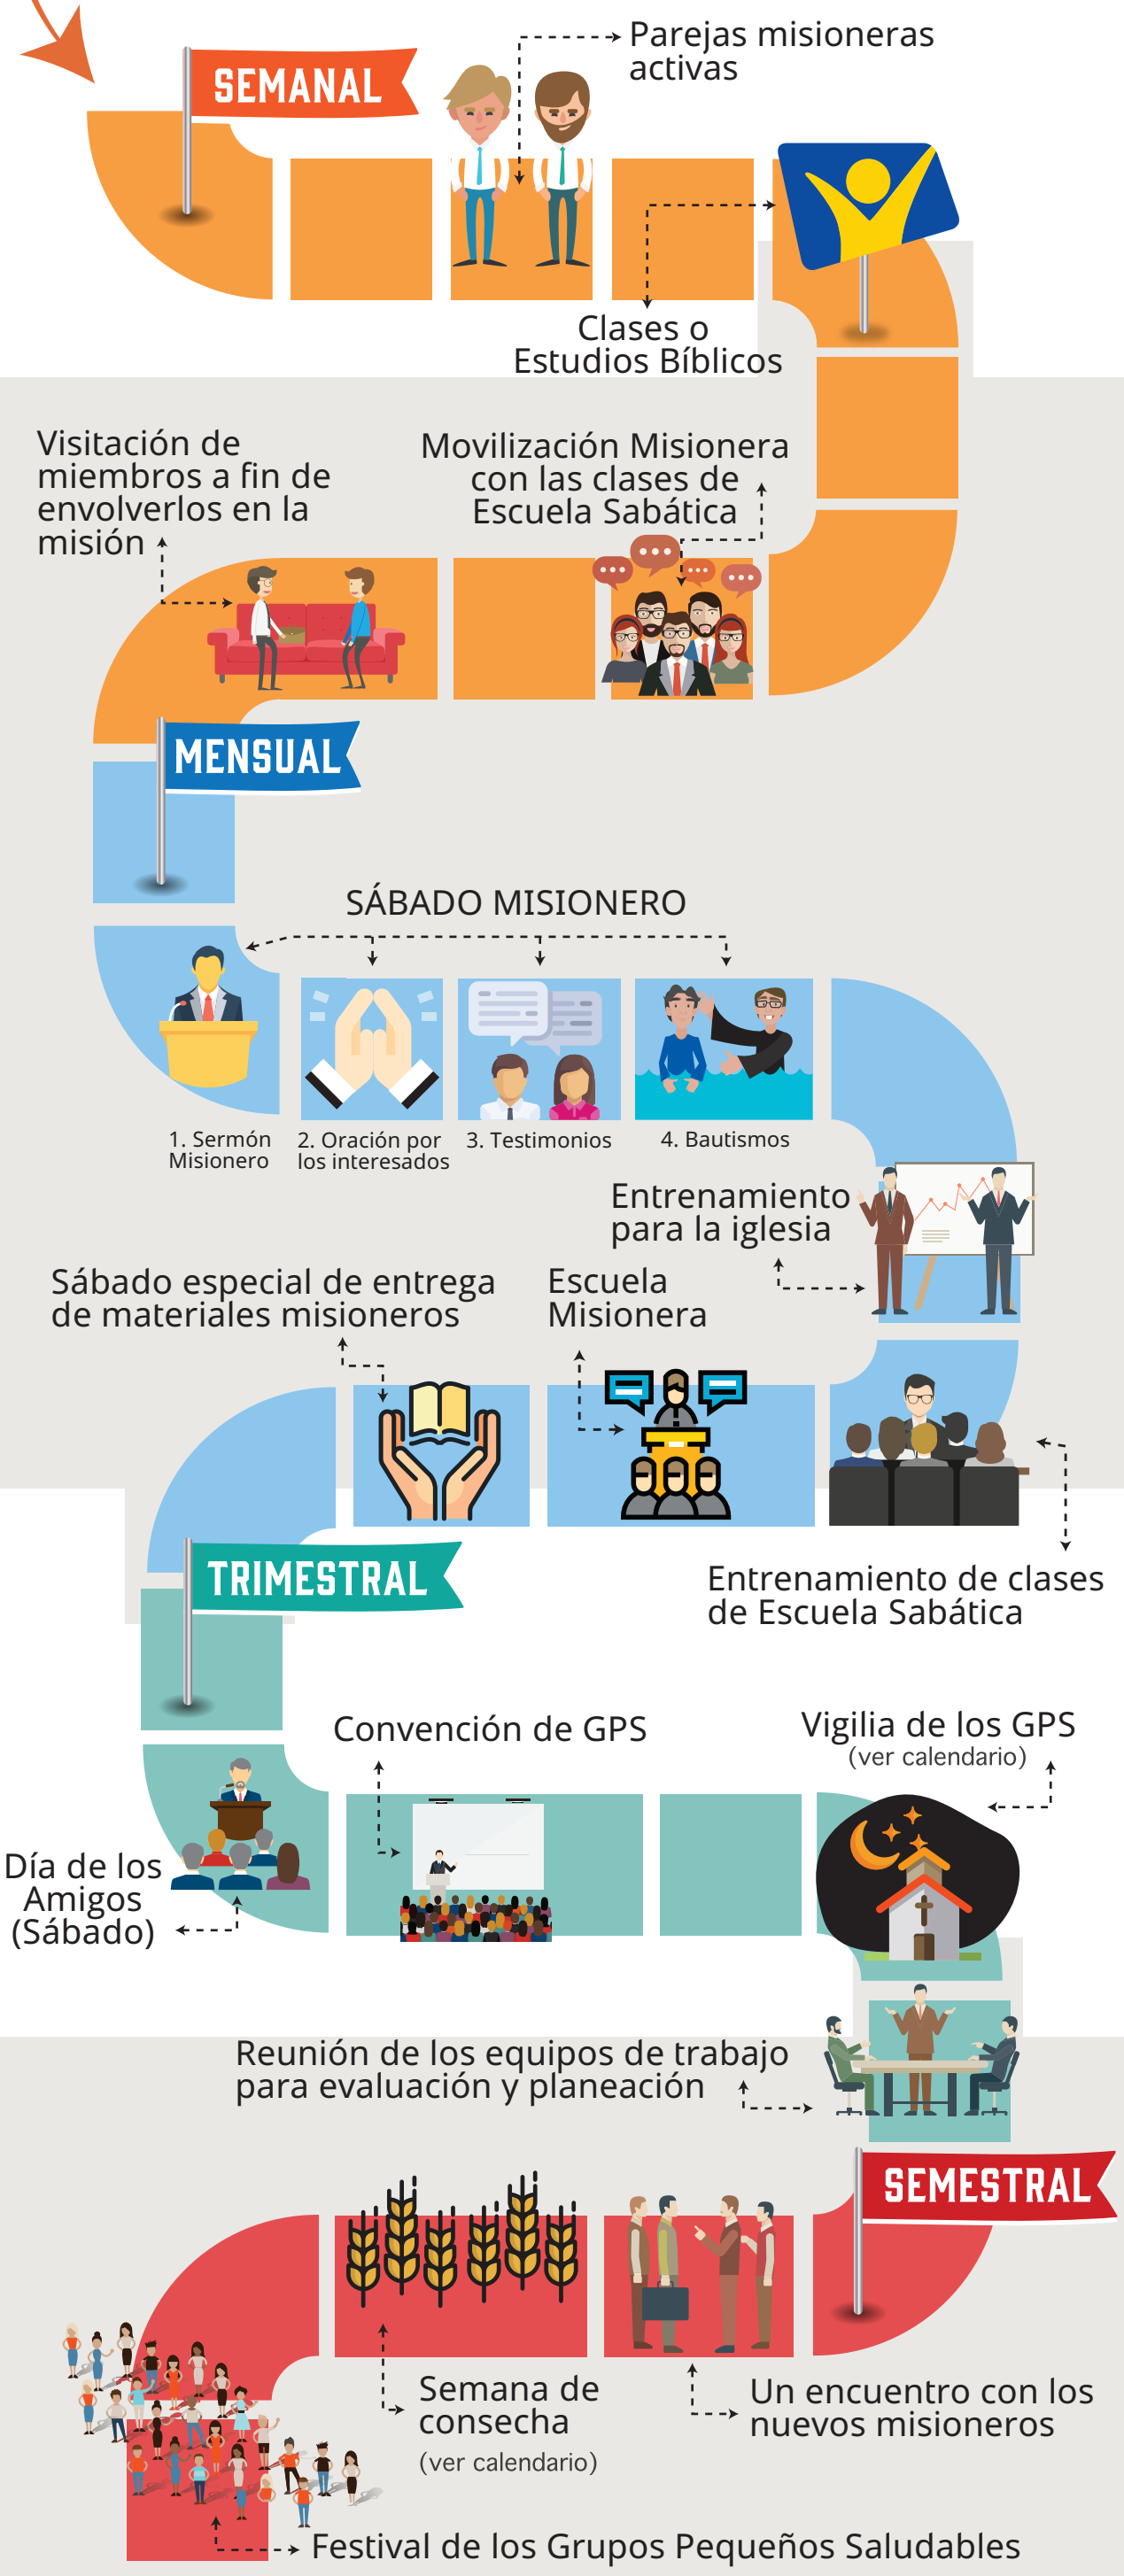 SEMANAL
Parejas misioneras
activas
Clases o
Estudios Bíblicos
Visitación de
miembros a fin de
envolverlos en la
misión
Movilización Misionera
con las clases de
Escuela Sabática
MENSUAL
SÁBADO MISIONERO
1. Sermón
Misionero
2. Oración por
los interesados
3. Testimonios
4. Bautismos
Entrenamiento
para la iglesia
Sábado especial de entrega
de materiales misioneros
Escuela
Misionera
Entrenamiento de clases
de Escuela Sabática
TRIMESTRAL
Convención de GPS
Vigilia de los GPS
(ver calendario)
Día de los
Amigos
(Sábado)
Reunión de los equipos de trabajo
para evaluación y planeación
SEMESTRAL
Semana de
consecha
(ver calendario)
Un encuentro con los
nuevos misioneros
Festival de los Grupos Pequeños Saludables